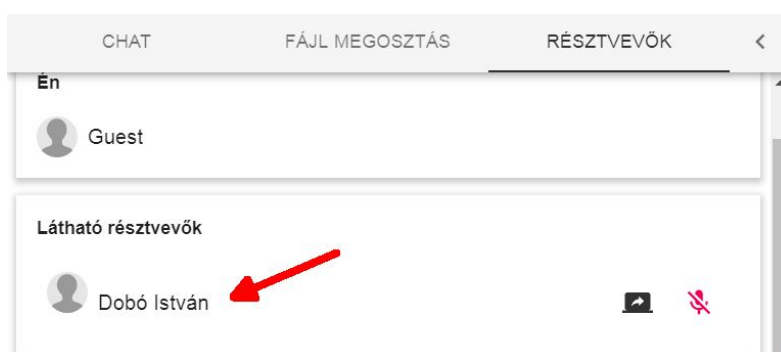 CHAT FÁJL MEGOSZTÁS RÉSZTVEVŐK
Én
Guest
Látható résztvevők
Dobó István